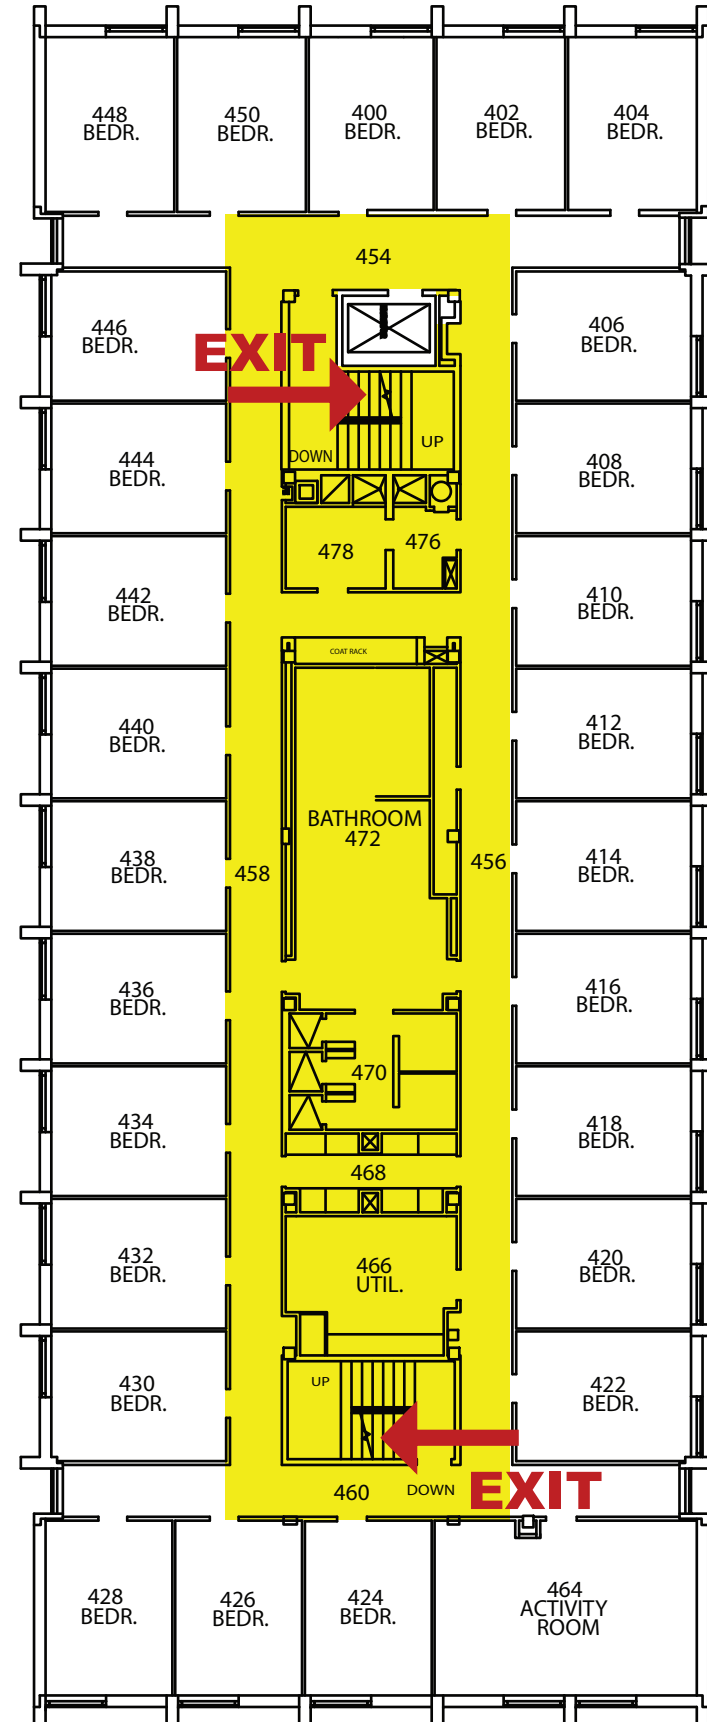 448
BEDR.
450
BEDR.
400
BEDR.
402
BEDR.
404
BEDR.
454
446
BEDR.
406
BEDR.
EXIT
444
BEDR.
DOWN
UP
408
BEDR.
478
476
442
BEDR.
410
BEDR.
COAT RACK
440
BEDR.
412
BEDR.
BATHROOM
472
438
BEDR.
458
456
414
BEDR.
436
BEDR.
416
BEDR.
470
434
BEDR.
418
BEDR.
468
432
BEDR.
466
UTIL.
420
BEDR.
430
BEDR.
UP
422
BEDR.
460
DOWN
EXIT
428
BEDR.
426
BEDR.
424
BEDR.
464
ACTIVITY
ROOM